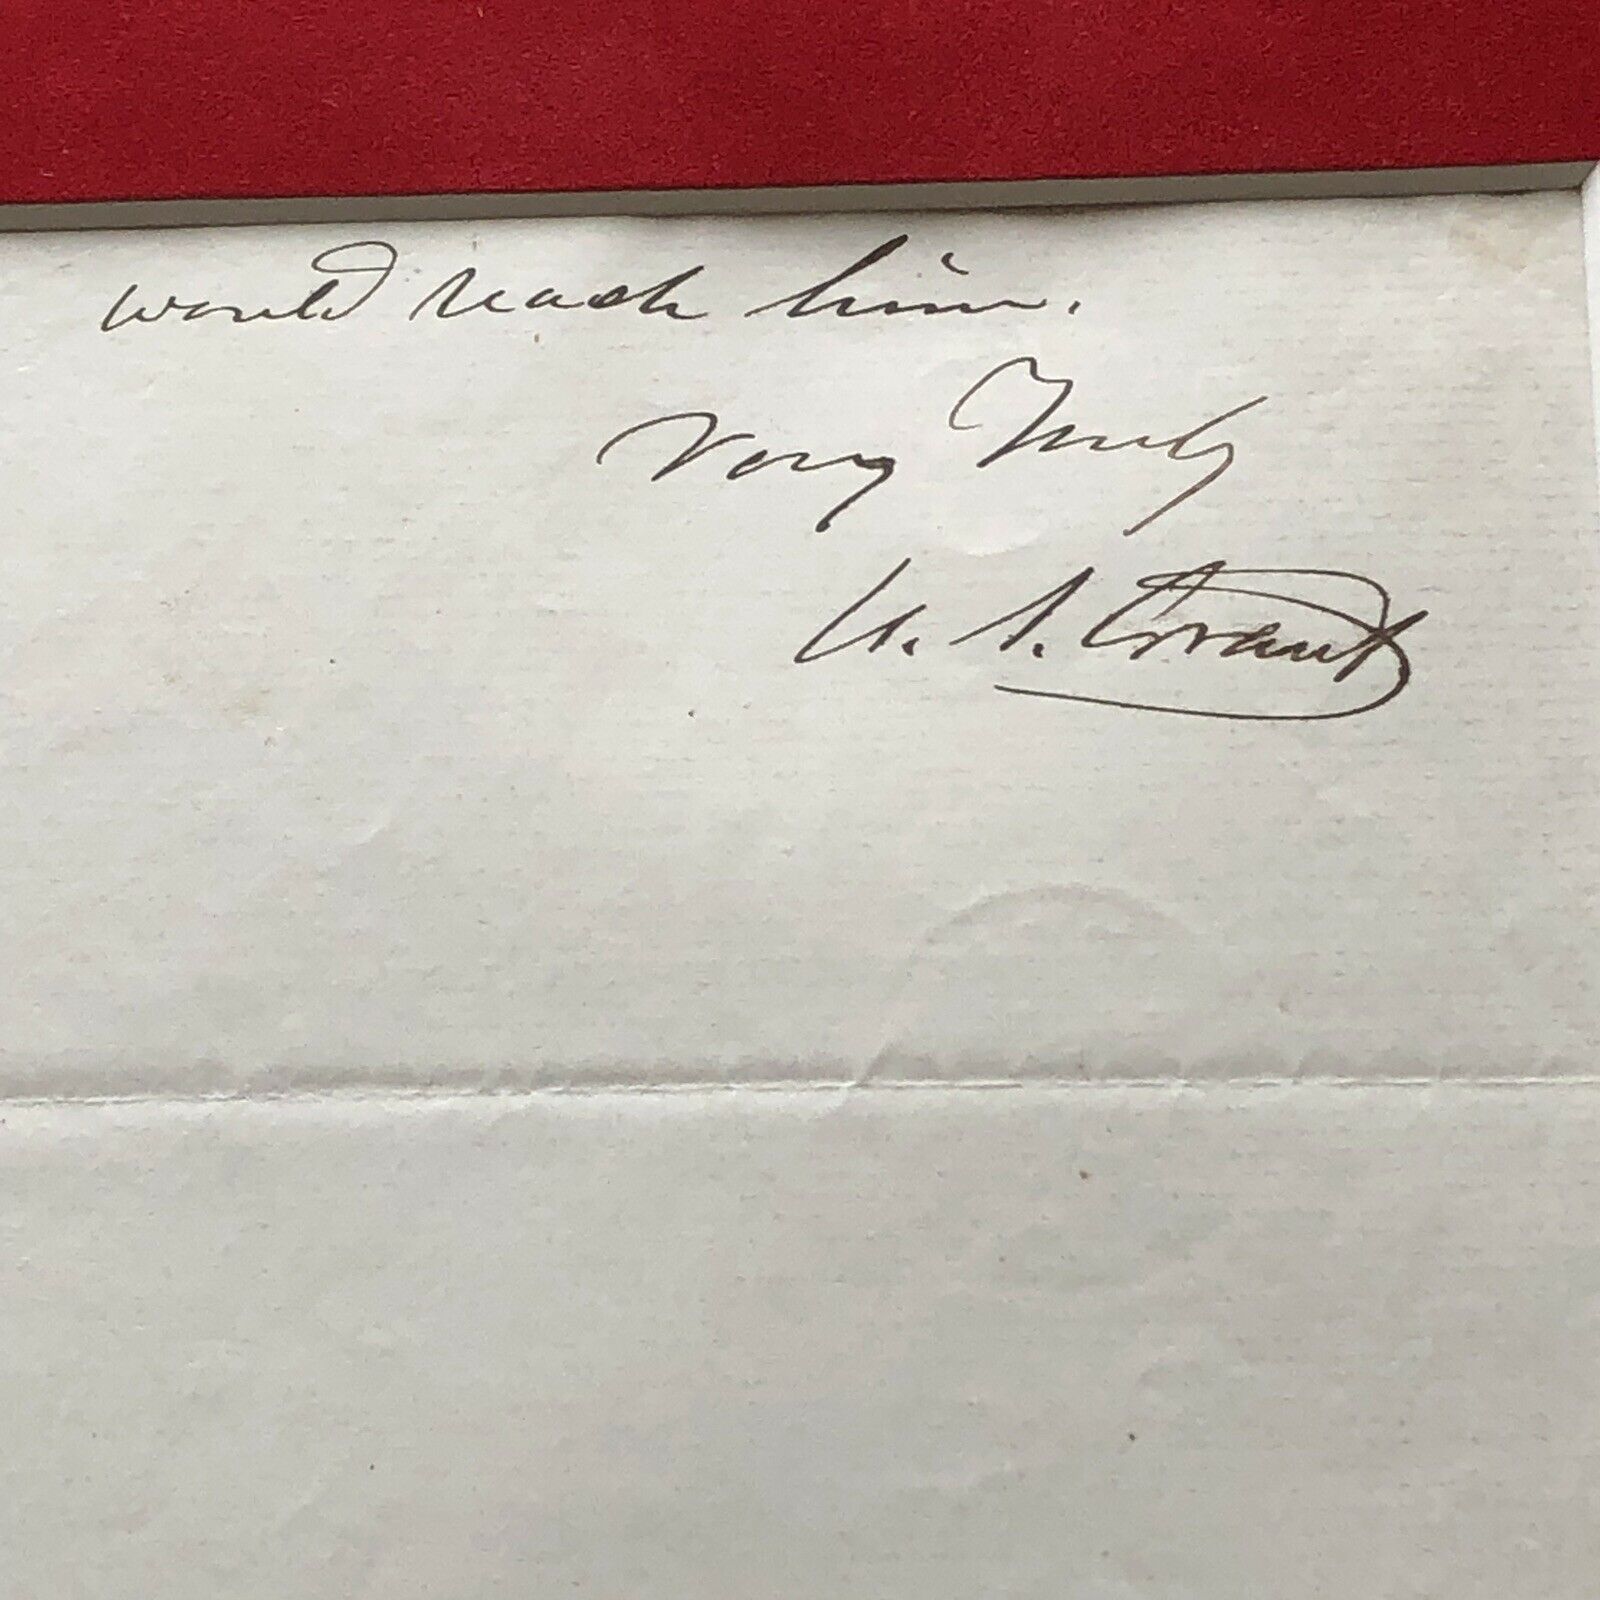 would reach him.
Very Truly
U. S. Grant